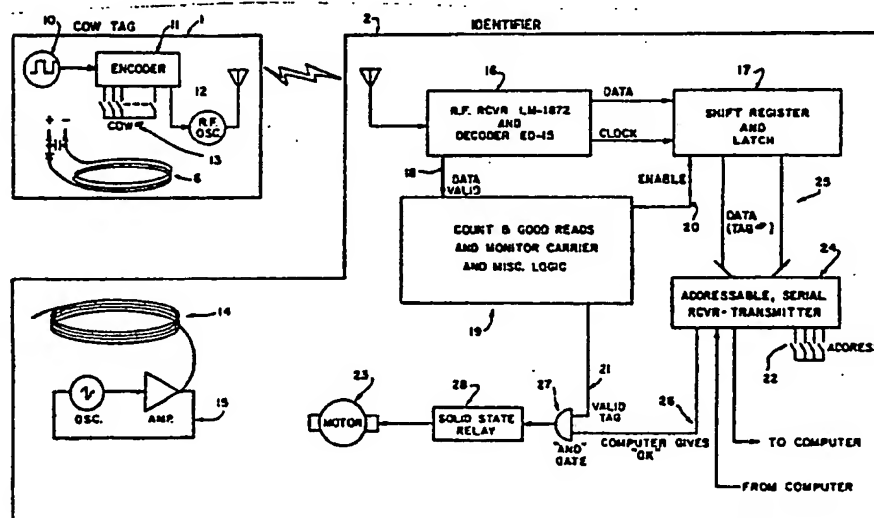 COW TAG
10
11
1
ENCODER
12
COW #
R.F.
OSC.
13
+ -
6
2
IDENTIFIER
16
R.F. RCVR LM-1872
AND
DECODER ED-15
DATA
CLOCK
17
SHIFT REGISTER
AND
LATCH
18
DATA
VALID
ENABLE
20
25
DATA
(TAG #)
COUNT 8 GOOD READS
AND MONITOR CARRIER
AND MISC. LOGIC
19
24
ADDRESSABLE, SERIAL
RCVR-TRANSMITTER
22
ADDRESS
14
OSC.
AMP.
15
23
MOTOR
28
SOLID STATE
RELAY
27
"AND"
GATE
21
VALID
TAG
26
COMPUTER GIVES
"OK"
TO COMPUTER
FROM COMPUTER